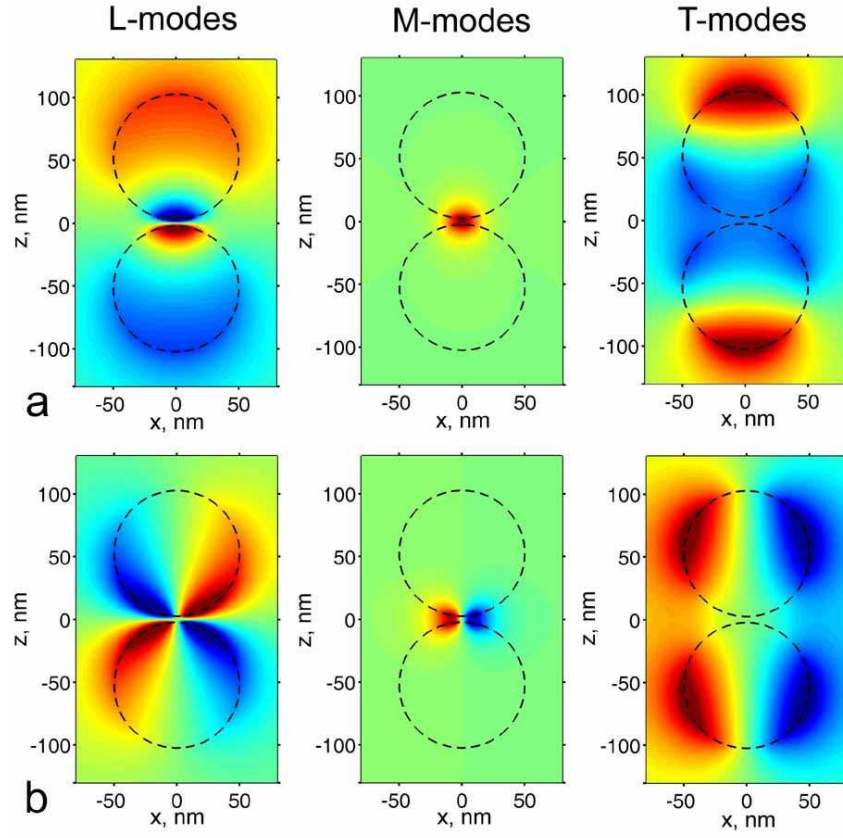 L-modes M-modes T-modes
100 100 100
50 50 50
z, nm z, nm z, nm
0 0 0
-50 -50 -50
-100 -100 -100
-50 0 50 -50 0 50 -50 0 50
a x, nm x, nm x, nm
100 100 100
50 50 50
z, nm z, nm z, nm
0 0 0
-50 -50 -50
-100 -100 -100
b -50 0 50 -50 0 50 -50 0 50
x, nm x, nm x, nm